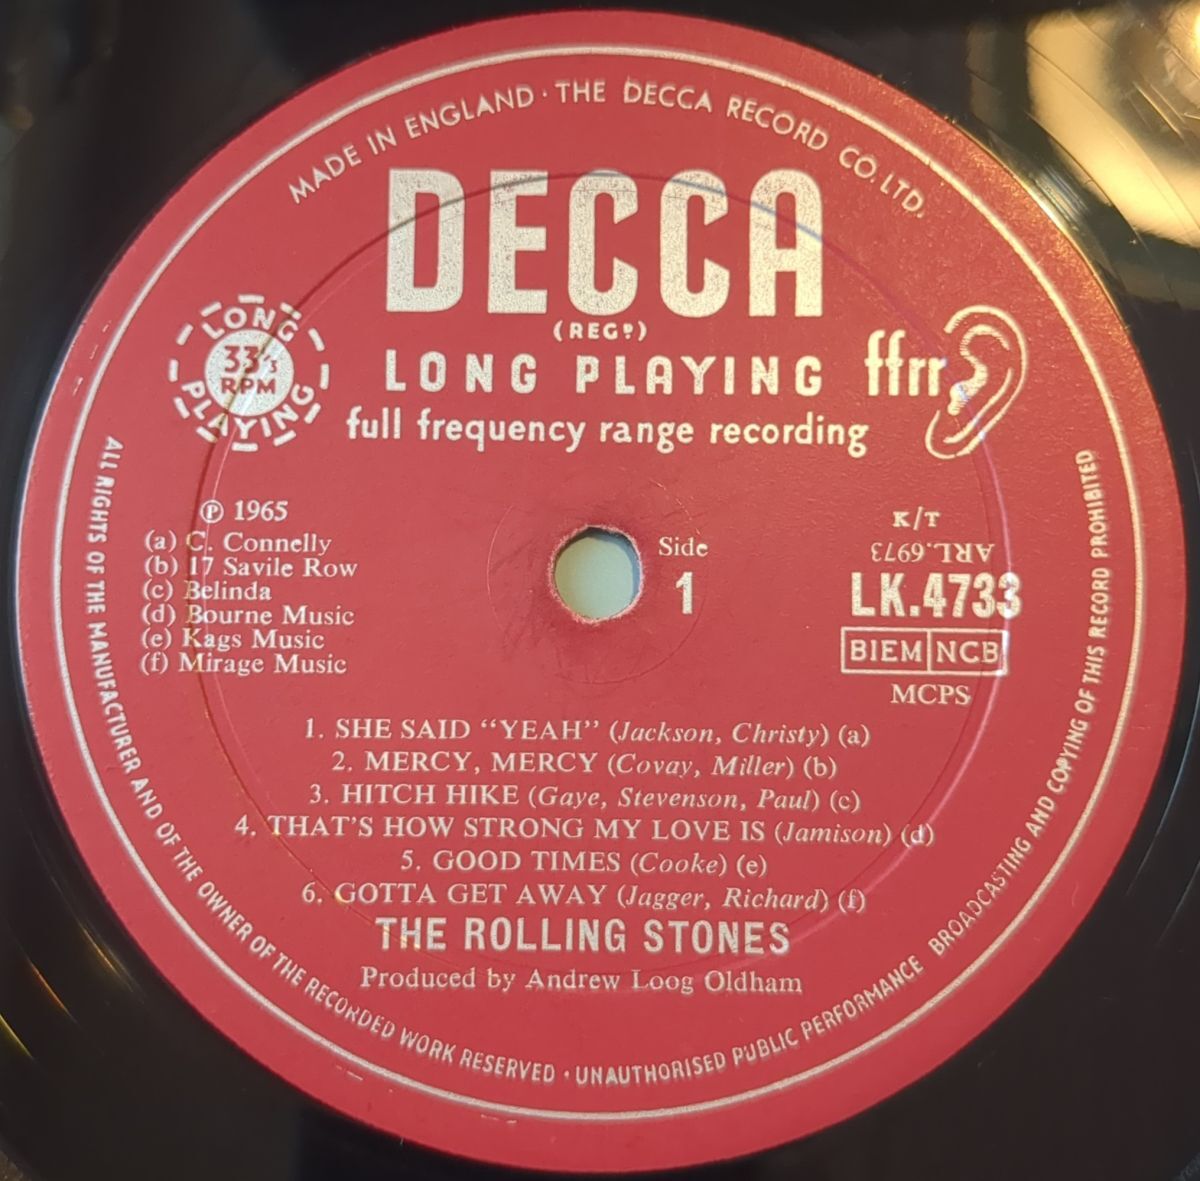 MADE IN ENGLAND · THE DECCA RECORD CO. LTD.
DECCA
(REGD.)
LONG PLAYING
ffrr
full frequency range recording
LONG
33⅓
RPM
PLAYING
℗ 1965
(a) C. Connelly
(b) 17 Savile Row
(c) Belinda
(d) Bourne Music
(e) Kags Music
(f) Mirage Music
Side
1
K/T
ARL.6973
LK.4733
BIEM NCB
MCPS
1. SHE SAID “YEAH” (Jackson, Christy) (a)
2. MERCY, MERCY (Covay, Miller) (b)
3. HITCH HIKE (Gaye, Stevenson, Paul) (c)
4. THAT'S HOW STRONG MY LOVE IS (Jamison) (d)
5. GOOD TIMES (Cooke) (e)
6. GOTTA GET AWAY (Jagger, Richard) (f)
THE ROLLING STONES
Produced by Andrew Loog Oldham
ALL RIGHTS OF THE MANUFACTURER AND OF THE OWNER OF THE RECORDED WORK RESERVED · UNAUTHORISED PUBLIC PERFORMANCE BROADCASTING AND COPYING OF THIS RECORD PROHIBITED